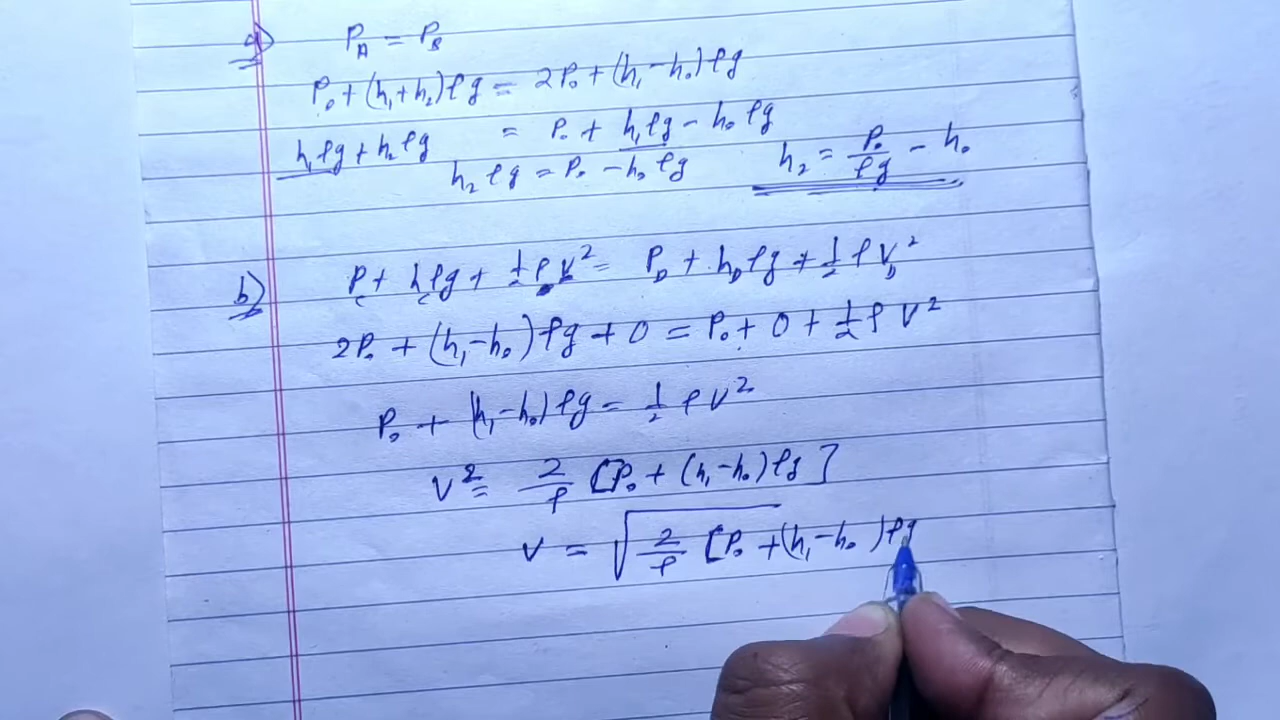 a) P_A = P_B
P₀ + (h₁ + h₂)ρg = 2P₀ + (h₁ - h₀)ρg
h₁ρg + h₂ρg = P₀ + h₁ρg - h₀ρg
h₂ρg = P₀ - h₀ρg h₂ = P₀/ρg - h₀
b) P_C + h_Cρg + ½ρV² = P_D + h_Dρg + ½ρV_D²
2P₀ + (h₁ - h₀)ρg + 0 = P₀ + 0 + ½ρV²
P₀ + (h₁ - h₀)ρg = ½ρV²
V² = 2/ρ [P₀ + (h₁ - h₀)ρg]
V = √2/ρ [P₀ + (h₁ - h₀)ρg